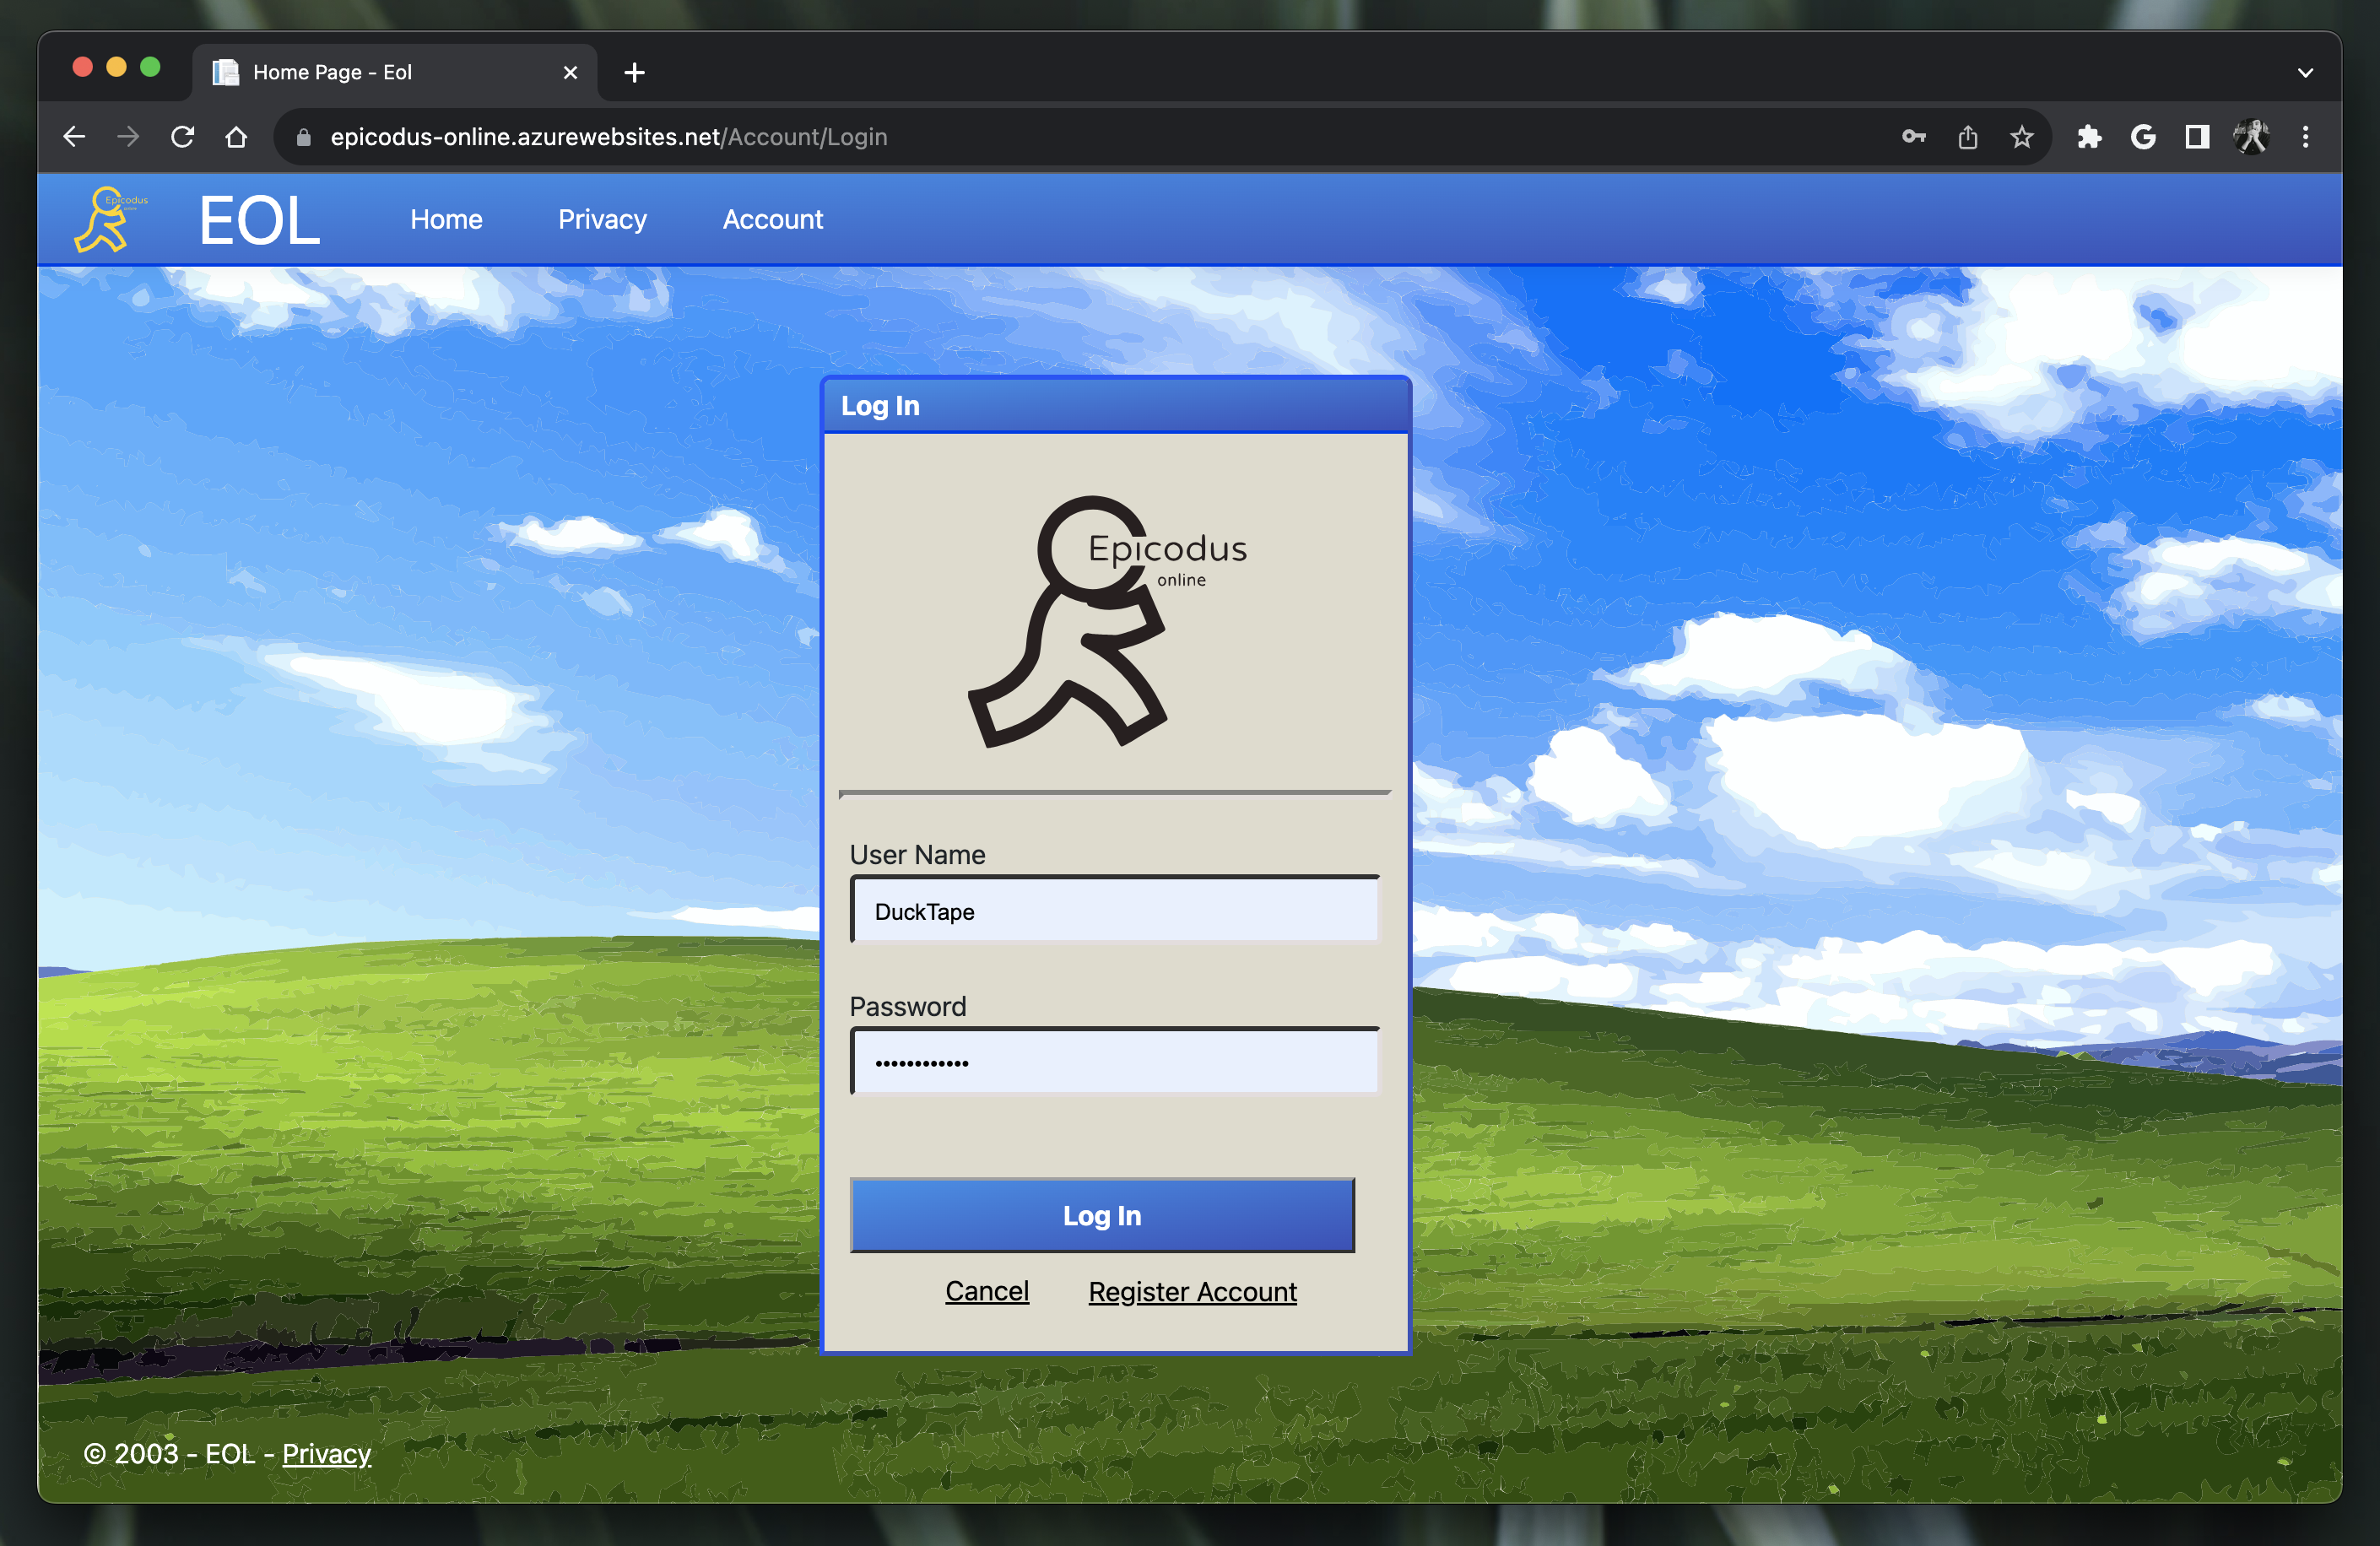 Home Page - Eol
epicodus-online.azurewebsites.net/Account/Login
Epicodus
online
EOL
Home
Privacy
Account
Log In
Epicodus
online
User Name
DuckTape
Password
••••••••••••
Log In
Cancel
Register Account
© 2003 - EOL - Privacy